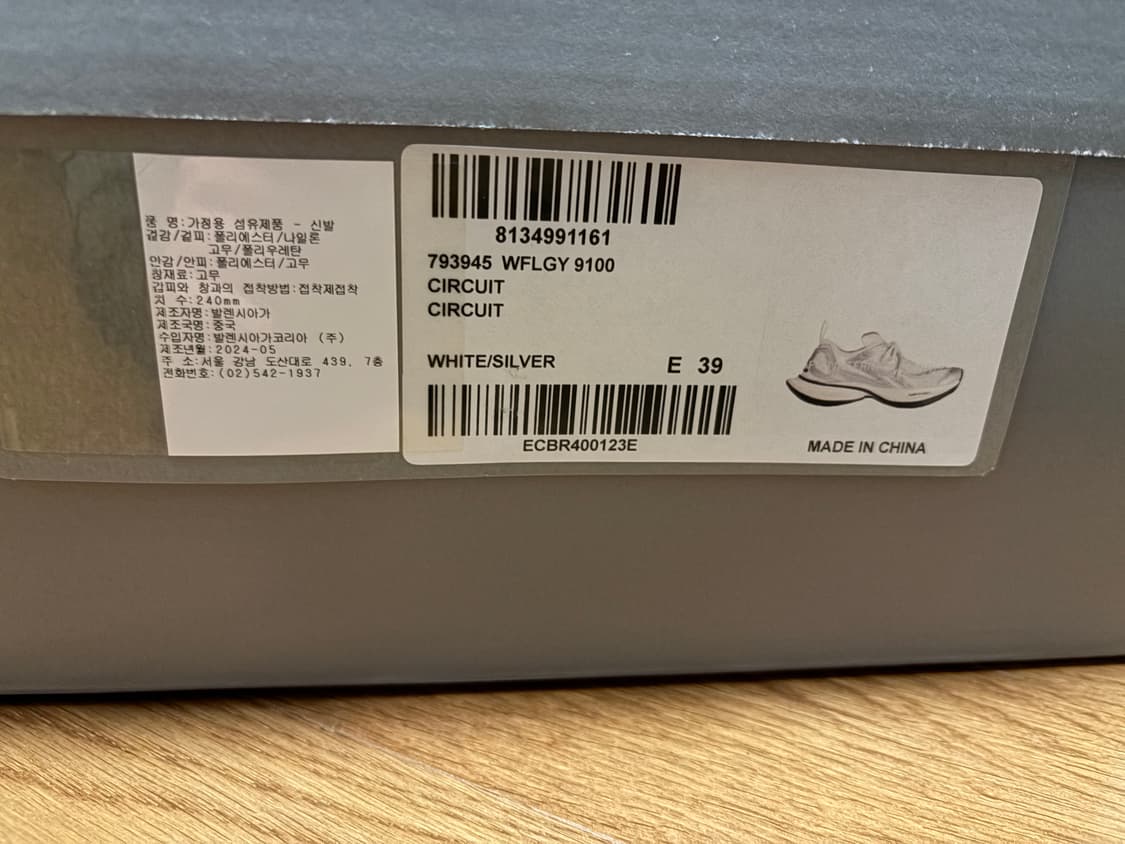 품 명:가정용 섬유제품 - 신발
겉감/겉피:폴리에스터/나일론
고무/폴리우레탄
안감/안피:폴리에스터/고무
창재료:고무
갑피와 창과의 접착방법:접착제접착
치 수:240mm
제조자명:발렌시아가
제조국명:중국
수입자명:발렌시아가코리아 (주)
제조년월:2024-05
주 소:서울 강남 도산대로 439, 7층
전화번호:(02)542-1937
8134991161
793945 WFLGY 9100
CIRCUIT
CIRCUIT
WHITE/SILVER E 39
ECBR400123E
MADE IN CHINA